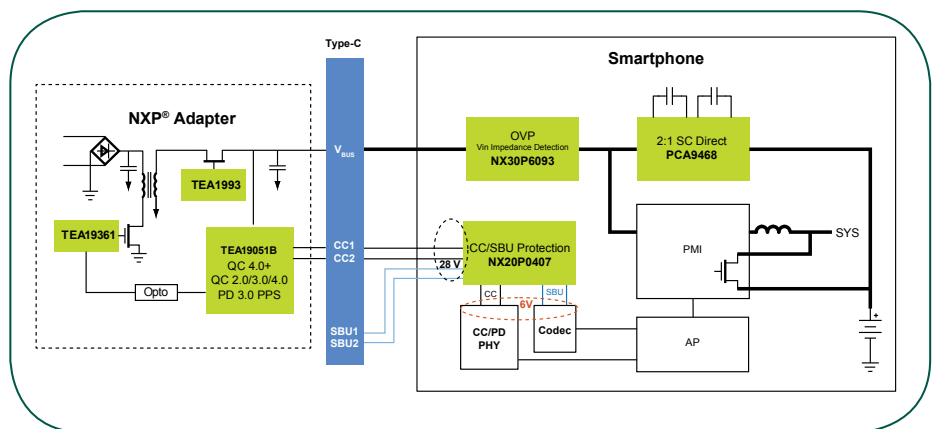 Type-C
Smartphone
NXP® Adapter
OVP
Vin Impedance Detection
NX30P6093
2:1 SC Direct
PCA9468
VBUS
TEA1993
TEA19361
TEA19051B
QC 4.0+
QC 2.0/3.0/4.0
PD 3.0 PPS
Opto
CC1
CC2
28 V
CC/SBU Protection
NX20P0407
PMI
SYS
CC
SBU
6V
SBU1
SBU2
CC/PD
PHY
Codec
AP
+